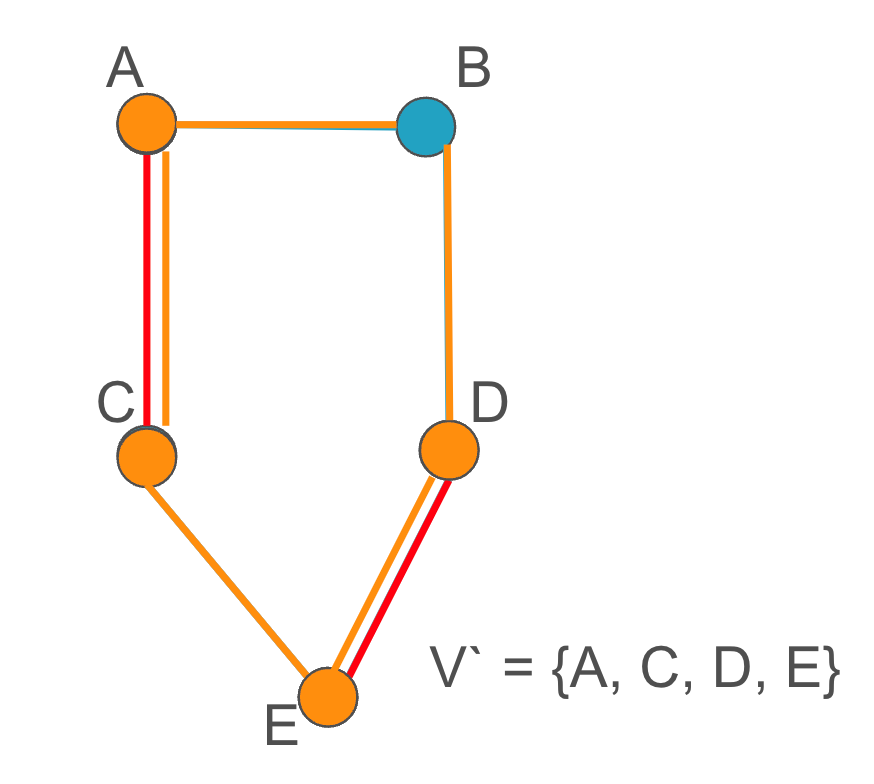 A
B
C
D
E
V` = {A, C, D, E}